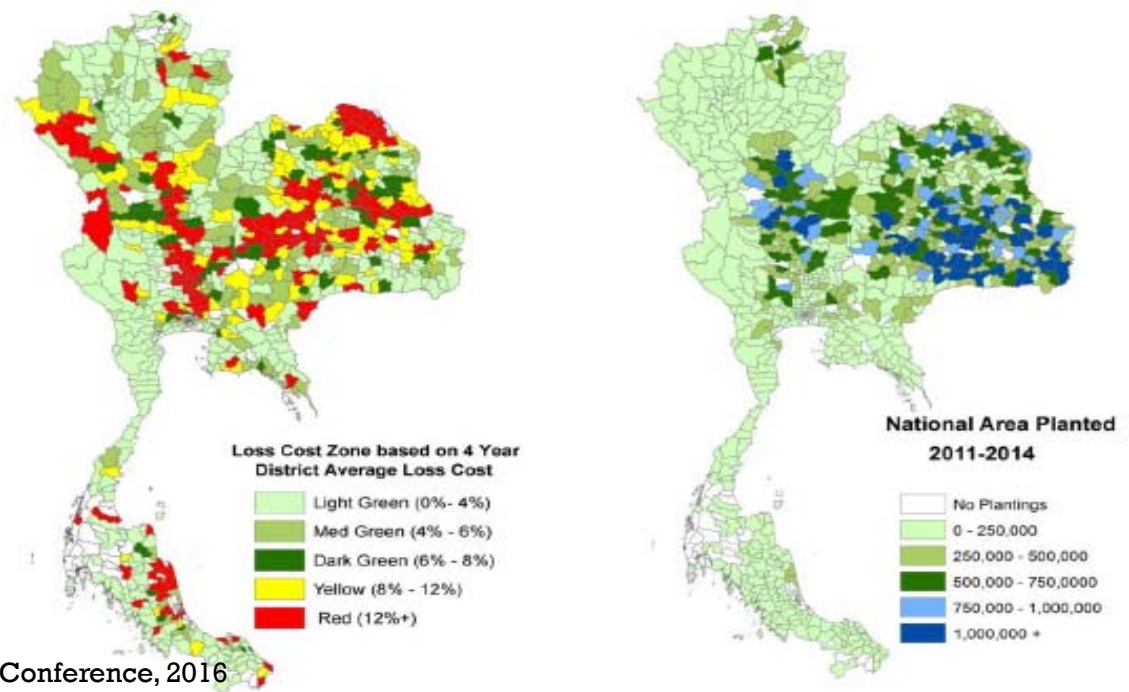 Loss Cost Zone based on 4 Year
District Average Loss Cost
Light Green (0%- 4%)
Med Green (4% - 6%)
Dark Green (6% - 8%)
Yellow (8% - 12%)
Red (12%+)
Conference, 2016
National Area Planted
2011-2014
No Plantings
0 - 250,000
250,000 - 500,000
500,000 - 750,0000
750,000 - 1,000,000
1,000,000 +